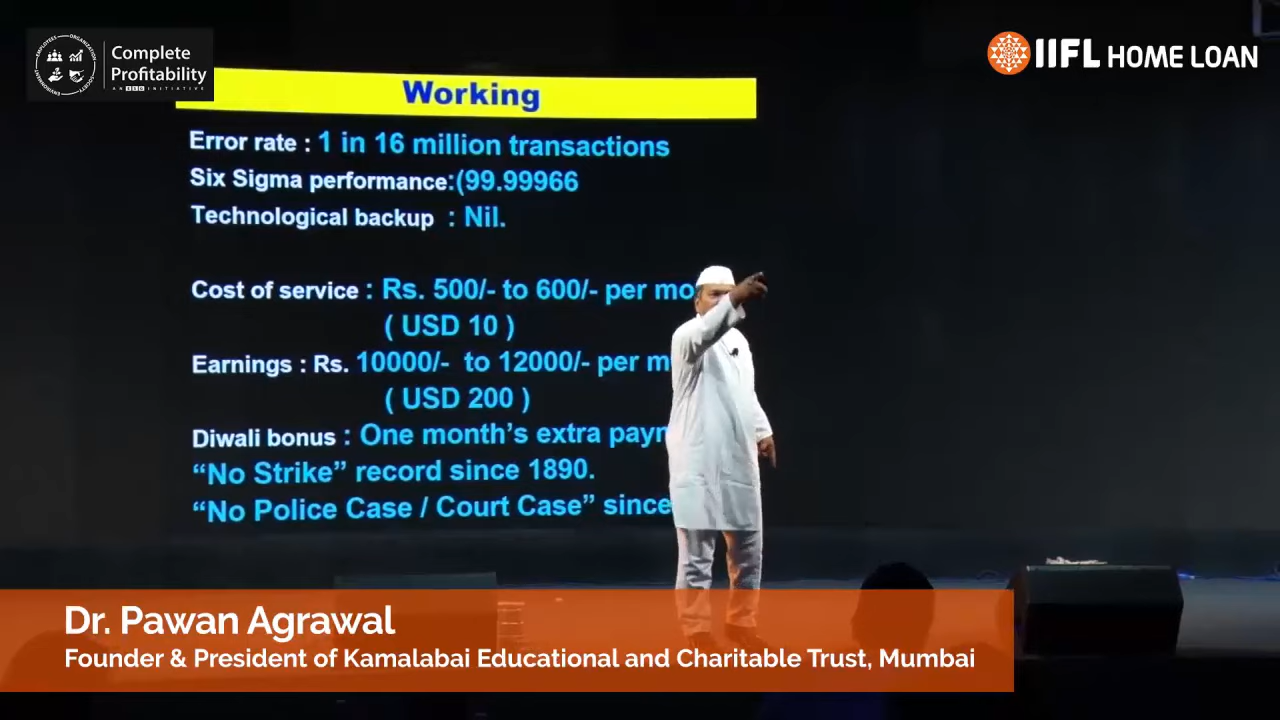 Complete
Profitability
IIFL HOME LOAN
Working
Error rate : 1 in 16 million transactions
Six Sigma performance:(99.99966
Technological backup : Nil.
Cost of service : Rs. 500/- to 600/- per mo
( USD 10 )
Earnings : Rs. 10000/- to 12000/- per m
( USD 200 )
Diwali bonus : One month's extra payn
“No Strike” record since 1890.
“No Police Case / Court Case” since
Dr. Pawan Agrawal
Founder & President of Kamalabai Educational and Charitable Trust, Mumbai